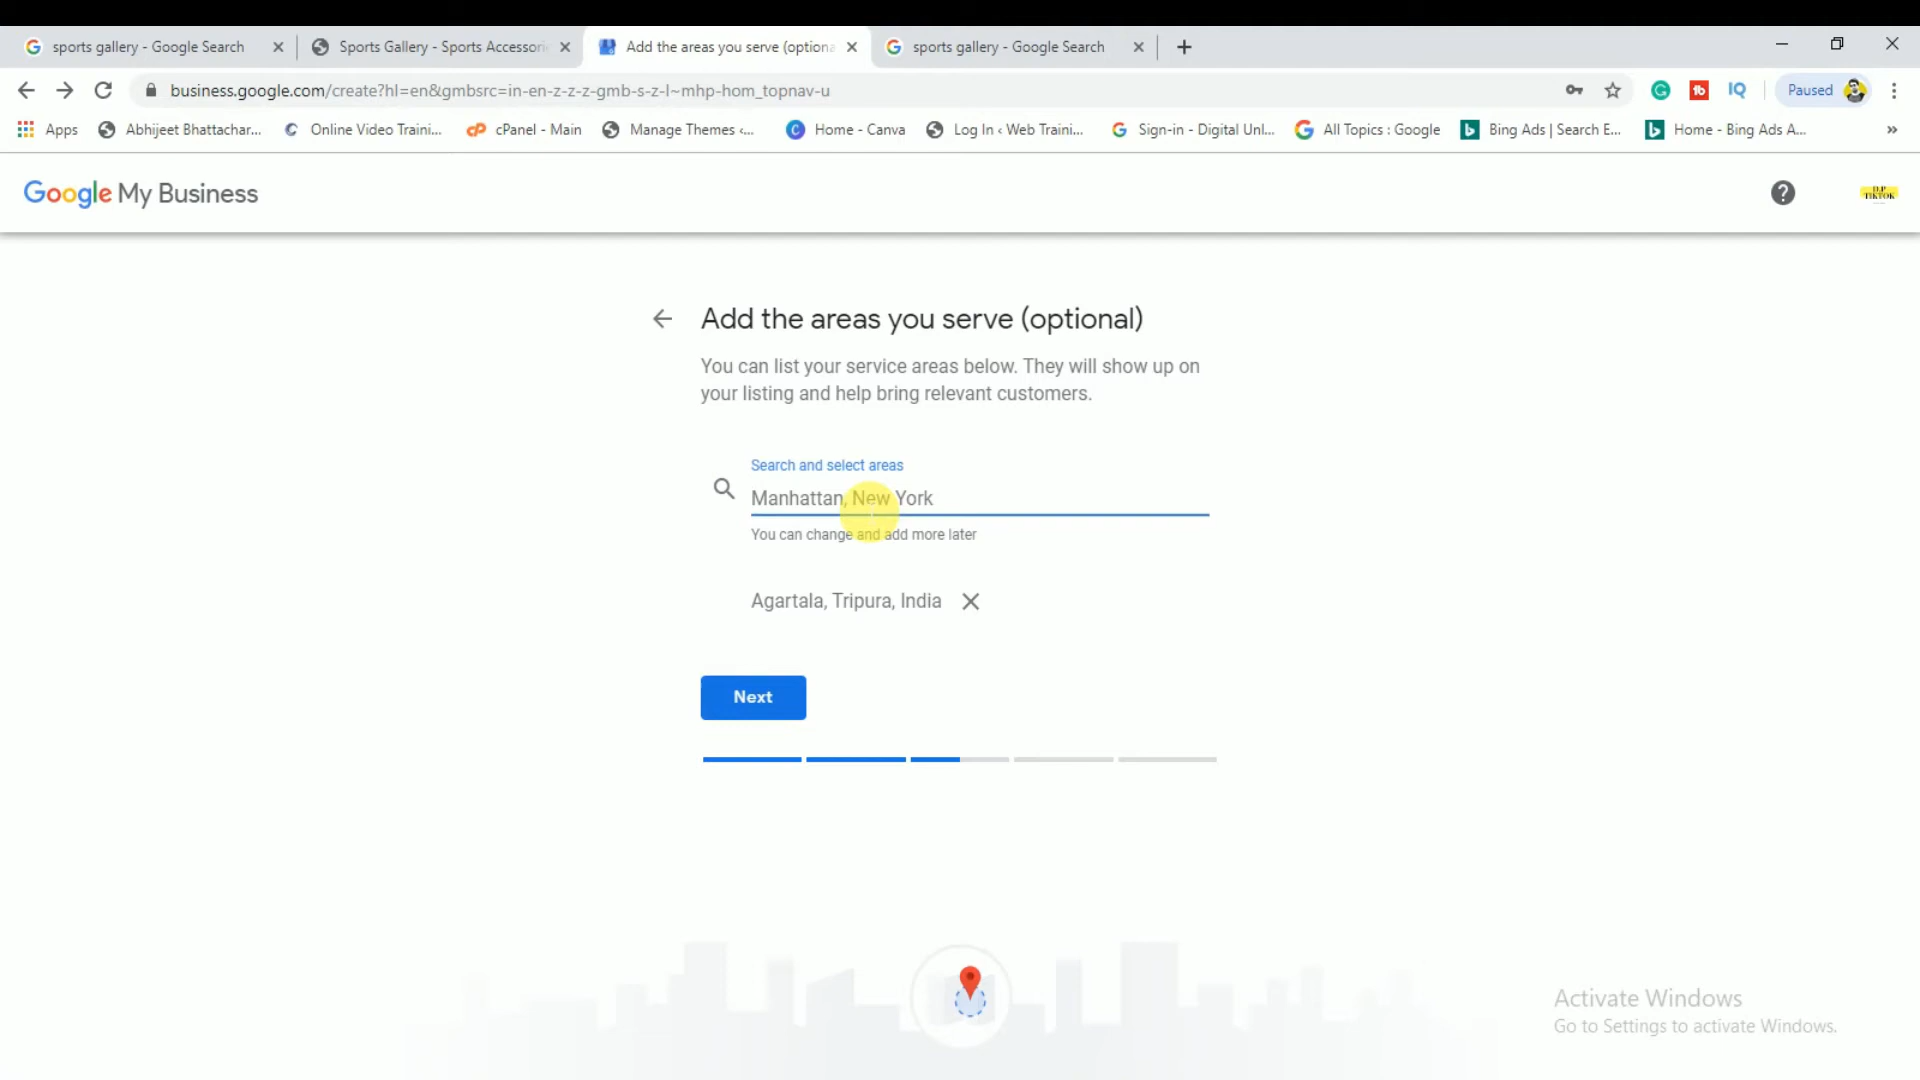 sports gallery - Google Search
Sports Gallery - Sports Accessori
Add the areas you serve (optiona
sports gallery - Google Search
business.google.com/create?hl=en&gmbsrc=in-en-z-z-z-gmb-s-z-l~mhp-hom_topnav-u
Paused
Apps
Abhijeet Bhattachar...
Online Video Traini...
cPanel - Main
Manage Themes ‹...
Home - Canva
Log In ‹ Web Traini...
Sign-in - Digital Unl...
All Topics : Google
Bing Ads | Search E...
Home - Bing Ads A...
Google My Business
D.P
TIKTOK
Add the areas you serve (optional)
You can list your service areas below. They will show up on
your listing and help bring relevant customers.
Search and select areas
Manhattan, New York
You can change and add more later
Agartala, Tripura, India
Next
Activate Windows
Go to Settings to activate Windows.